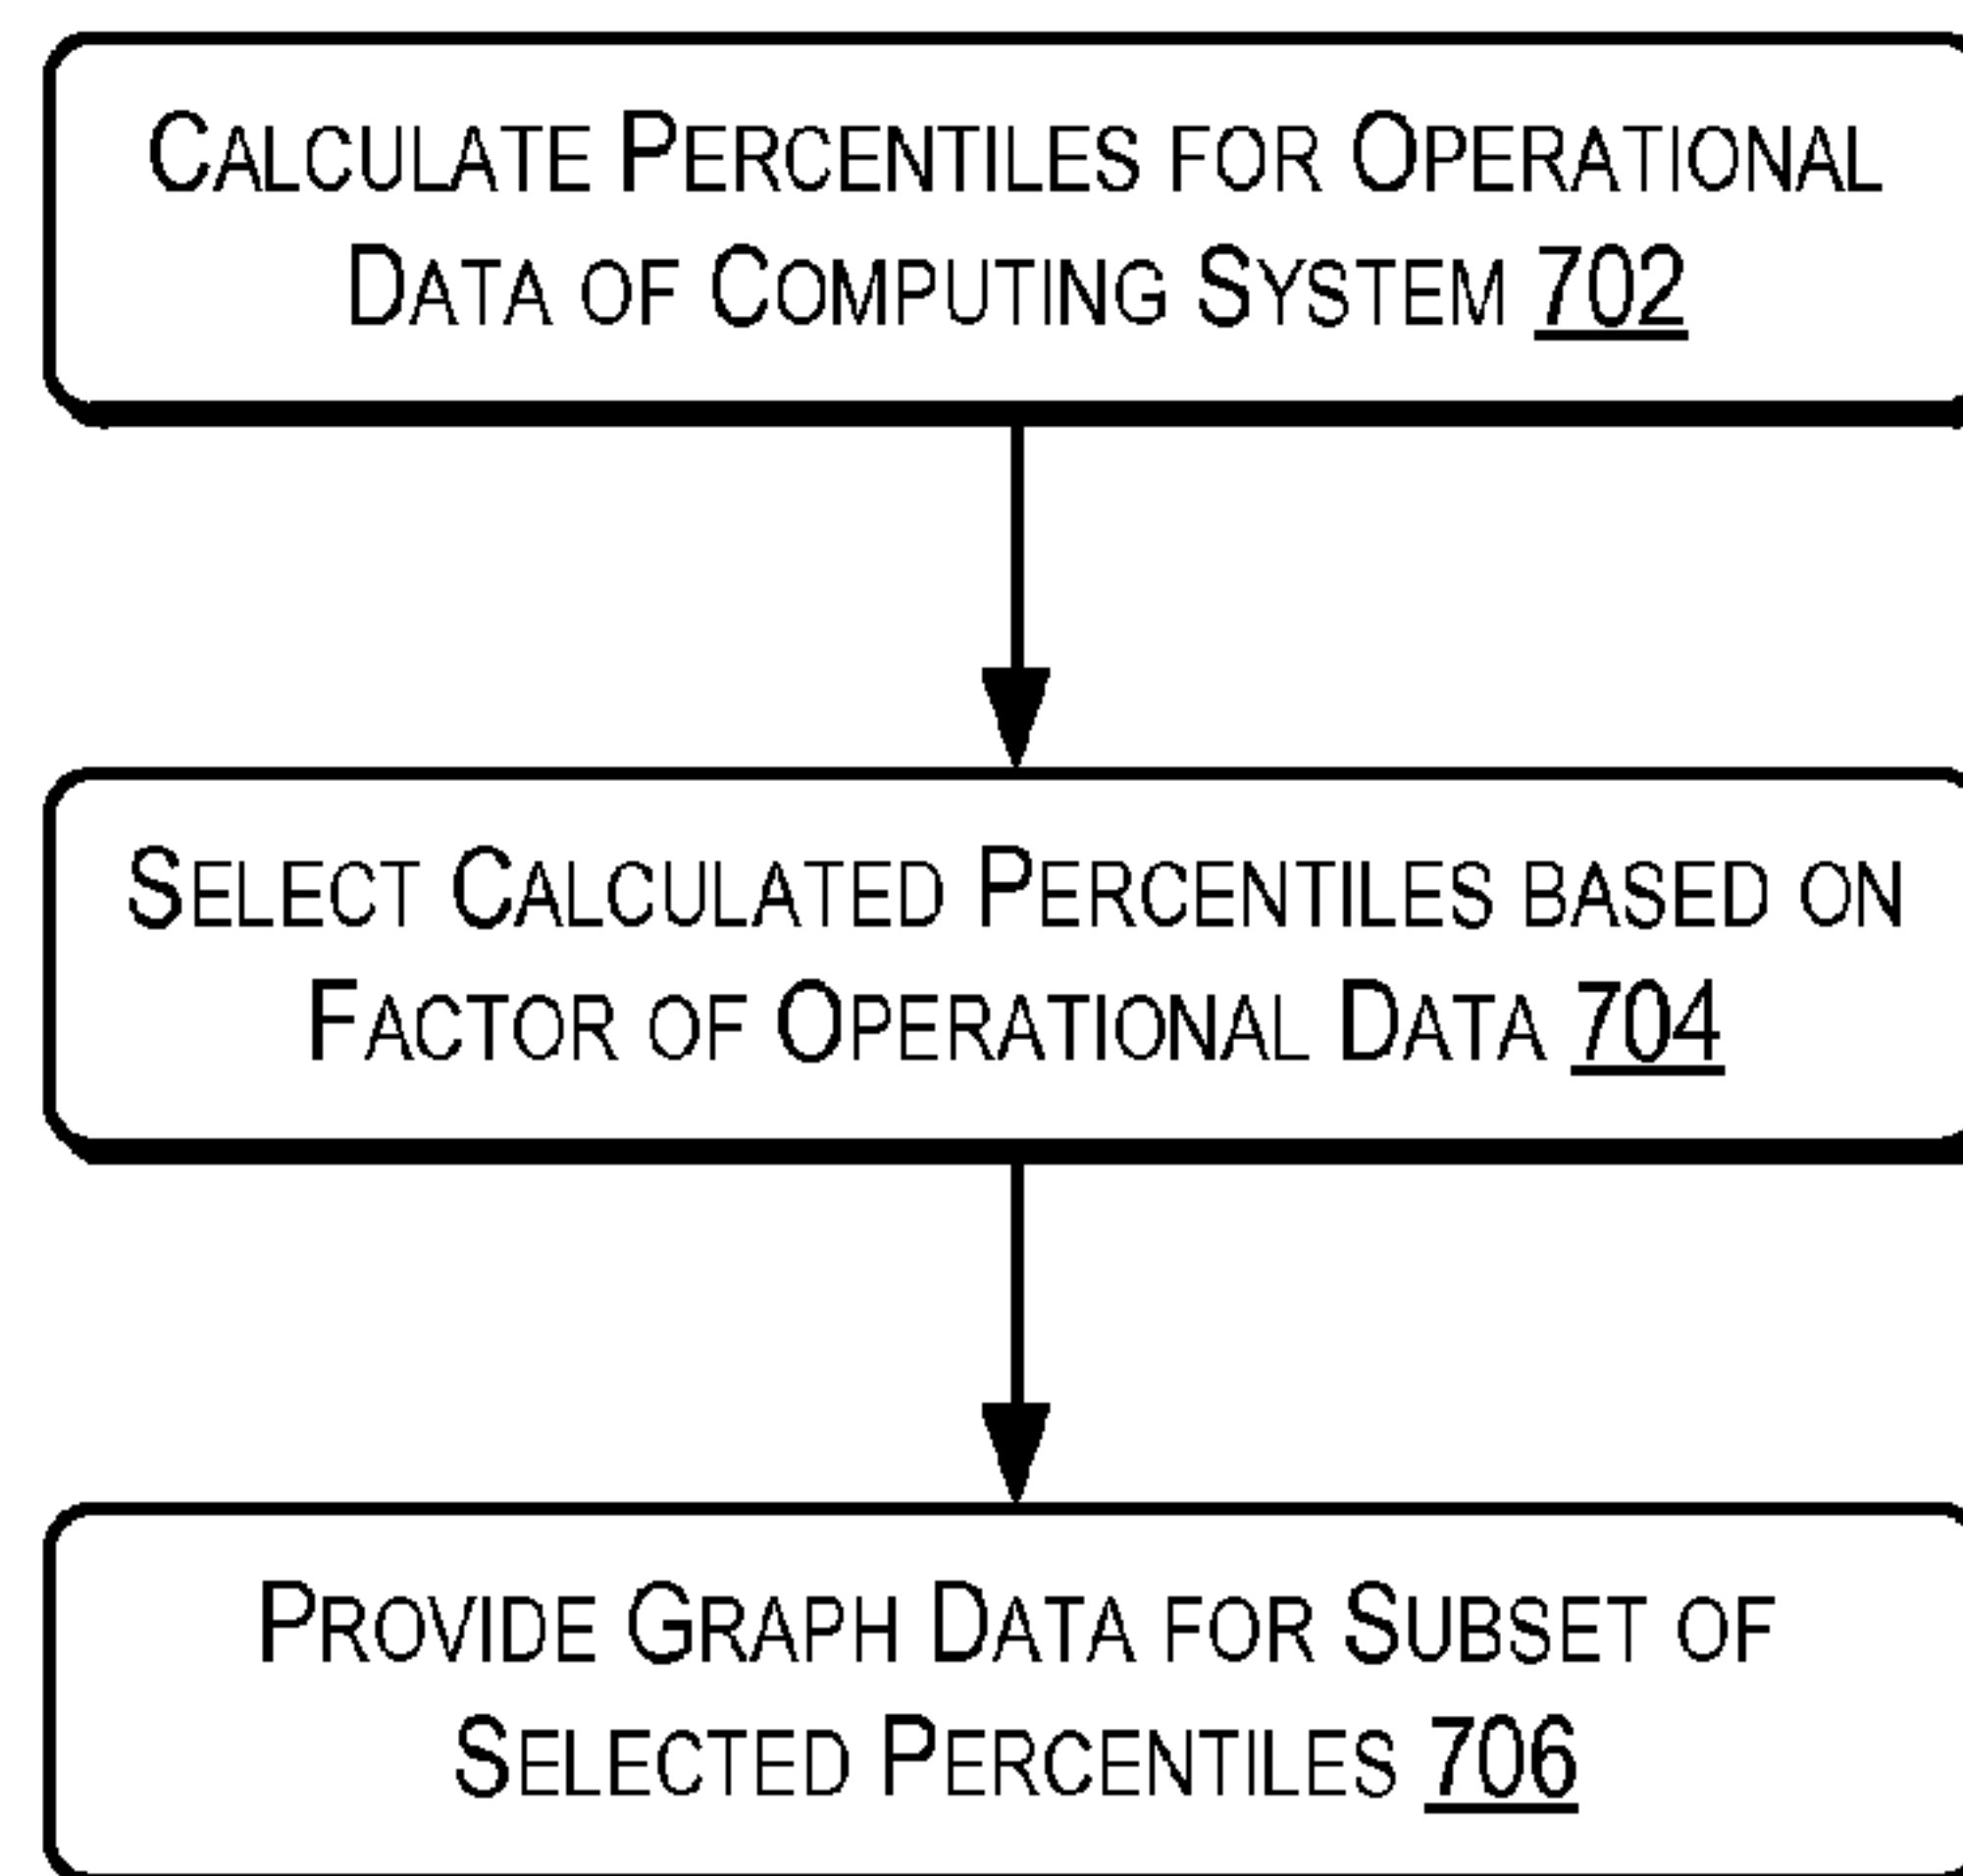 CALCULATE PERCENTILES FOR OPERATIONAL
DATA OF COMPUTING SYSTEM 702
SELECT CALCULATED PERCENTILES BASED ON
FACTOR OF OPERATIONAL DATA 704
PROVIDE GRAPH DATA FOR SUBSET OF
SELECTED PERCENTILES 706